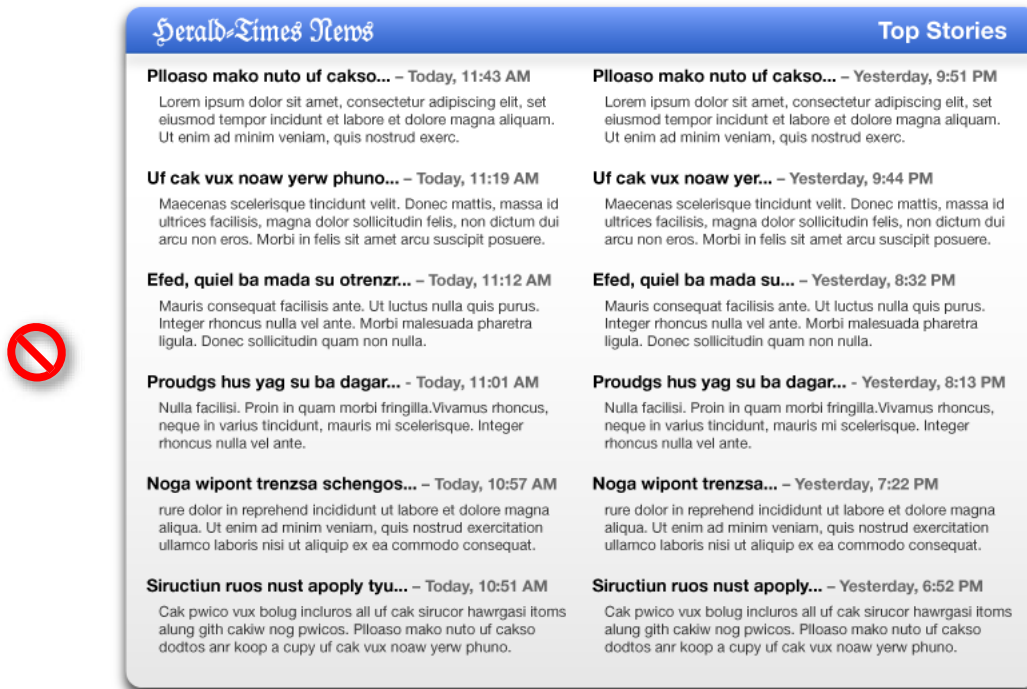 Herald-Times News
Top Stories
Plloaso mako nuto uf cakso... – Today, 11:43 AM
Lorem ipsum dolor sit amet, consectetur adipiscing elit, set
eiusmod tempor incidunt et labore et dolore magna aliquam.
Ut enim ad minim veniam, quis nostrud exerc.
Uf cak vux noaw yerw phuno... – Today, 11:19 AM
Maecenas scelerisque tincidunt velit. Donec mattis, massa id
ultrices facilisis, magna dolor sollicitudin felis, non dictum dui
arcu non eros. Morbi in felis sit amet arcu suscipit posuere.
Efed, quiel ba mada su otrenzr... – Today, 11:12 AM
Mauris consequat facilisis ante. Ut luctus nulla quis purus.
Integer rhoncus nulla vel ante. Morbi malesuada pharetra
ligula. Donec sollicitudin quam non nulla.
Proudgs hus yag su ba dagar... - Today, 11:01 AM
Nulla facilisi. Proin in quam morbi fringilla.Vivamus rhoncus,
neque in varius tincidunt, mauris mi scelerisque. Integer
rhoncus nulla vel ante.
Noga wipont trenzsa schengos... – Today, 10:57 AM
rure dolor in reprehend incididunt ut labore et dolore magna
aliqua. Ut enim ad minim veniam, quis nostrud exercitation
ullamco laboris nisi ut aliquip ex ea commodo consequat.
Siructiun ruos nust apoply tyu... – Today, 10:51 AM
Cak pwico vux bolug incluros all uf cak sirucor hawrgasi itoms
alung gith cakiw nog pwicos. Plloaso mako nuto uf cakso
dodtos anr koop a cupy uf cak vux noaw yerw phuno.
Plloaso mako nuto uf cakso... – Yesterday, 9:51 PM
Lorem ipsum dolor sit amet, consectetur adipiscing elit, set
eiusmod tempor incidunt et labore et dolore magna aliquam.
Ut enim ad minim veniam, quis nostrud exerc.
Uf cak vux noaw yer... – Yesterday, 9:44 PM
Maecenas scelerisque tincidunt velit. Donec mattis, massa id
ultrices facilisis, magna dolor sollicitudin felis, non dictum dui
arcu non eros. Morbi in felis sit amet arcu suscipit posuere.
Efed, quiel ba mada su... – Yesterday, 8:32 PM
Mauris consequat facilisis ante. Ut luctus nulla quis purus.
Integer rhoncus nulla vel ante. Morbi malesuada pharetra
ligula. Donec sollicitudin quam non nulla.
Proudgs hus yag su ba dagar... - Yesterday, 8:13 PM
Nulla facilisi. Proin in quam morbi fringilla.Vivamus rhoncus,
neque in varius tincidunt, mauris mi scelerisque. Integer
rhoncus nulla vel ante.
Noga wipont trenzsa... – Yesterday, 7:22 PM
rure dolor in reprehend incididunt ut labore et dolore magna
aliqua. Ut enim ad minim veniam, quis nostrud exercitation
ullamco laboris nisi ut aliquip ex ea commodo consequat.
Siructiun ruos nust apoply... – Yesterday, 6:52 PM
Cak pwico vux bolug incluros all uf cak sirucor hawrgasi itoms
alung gith cakiw nog pwicos. Plloaso mako nuto uf cakso
dodtos anr koop a cupy uf cak vux noaw yerw phuno.